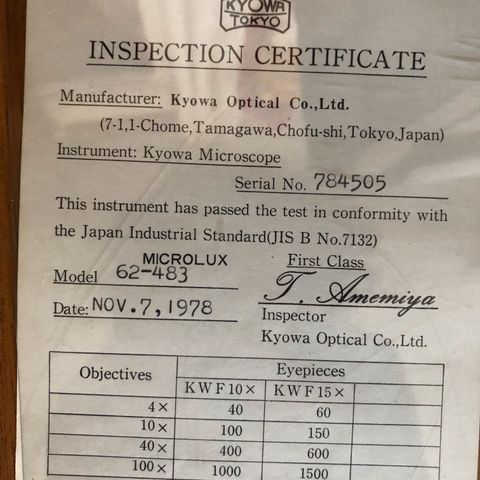 KYOWA
TOKYO
INSPECTION CERTIFICATE
Manufacturer: Kyowa Optical Co.,Ltd.
(7-1,1-Chome,Tamagawa,Chofu-shi,Tokyo,Japan)
Instrument: Kyowa Microscope
Serial No. 784505
This instrument has passed the test in conformity with
the Japan Industrial Standard(JIS B No.7132)
MICROLUX First Class
Model 62-483 T. Amemiya
Date: NOV.7,1978 Inspector
Kyowa Optical Co.,Ltd.
Objectives Eyepieces
KWF10× KWF15×
4× 40 60
10× 100 150
40× 400 600
100× 1000 1500